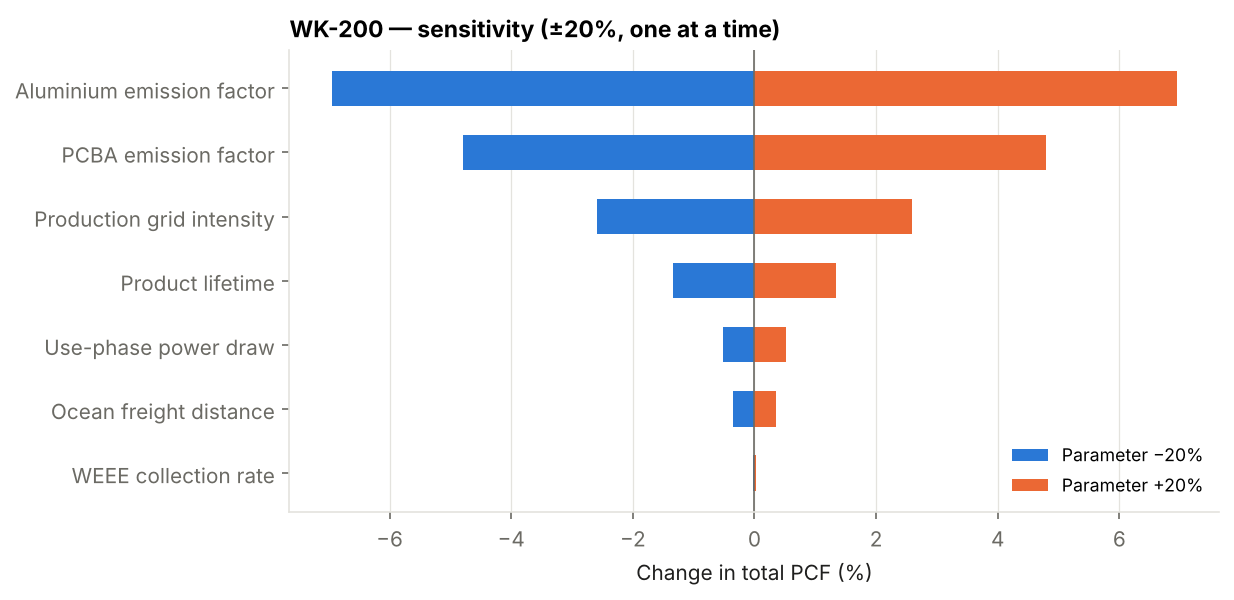 WK-200 — sensitivity (±20%, one at a time)
Aluminium emission factor
PCBA emission factor
Production grid intensity
Product lifetime
Use-phase power draw
Ocean freight distance
WEEE collection rate
Parameter −20%
Parameter +20%
−6 −4 −2 0 2 4 6
Change in total PCF (%)